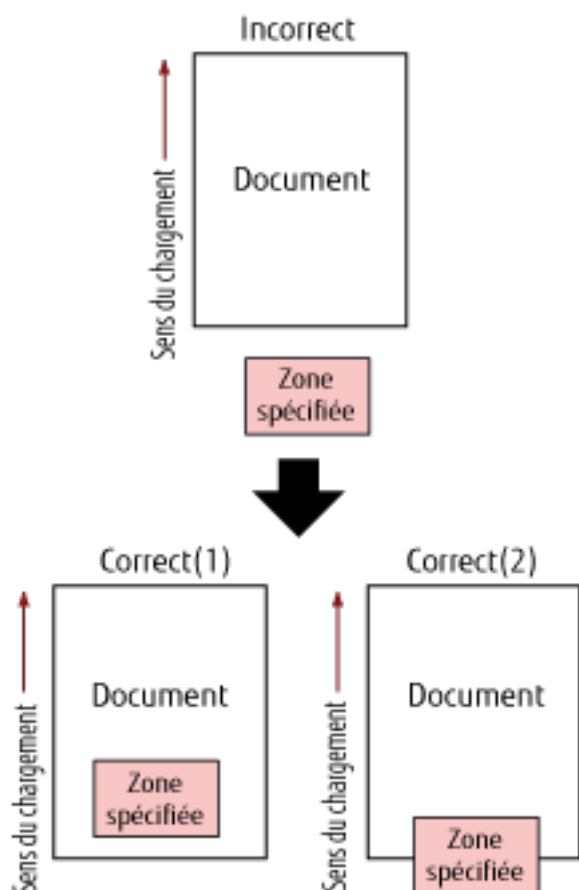 Incorrect
Sens du chargement
Document
Zone
spécifiée
Correct(1)
Sens du chargement
Document
Zone
spécifiée
Correct(2)
Sens du chargement
Document
Zone
spécifiée